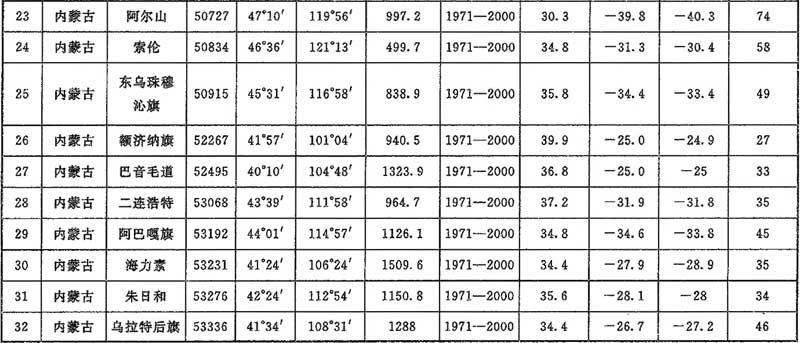 23 内蒙古 阿尔山 50727 47°10′ 119°56′ 997.2 1971—2000 30.3 −39.8 −40.3 74
24 内蒙古 索伦 50834 46°36′ 121°13′ 499.7 1971—2000 34.8 −31.3 −30.4 58
25 内蒙古 东乌珠穆沁旗 50915 45°31′ 116°58′ 838.9 1971—2000 35.8 −34.4 −33.4 49
26 内蒙古 额济纳旗 52267 41°57′ 101°04′ 940.5 1971—2000 39.9 −25.0 −24.9 27
27 内蒙古 巴音毛道 52495 40°10′ 104°48′ 1323.9 1971—2000 36.8 −25.0 −25 33
28 内蒙古 二连浩特 53068 43°39′ 111°58′ 964.7 1971—2000 37.2 −31.9 −31.8 35
29 内蒙古 阿巴嘎旗 53192 44°01′ 114°57′ 1126.1 1971—2000 34.8 −34.6 −33.8 45
30 内蒙古 海力素 53231 41°24′ 106°24′ 1509.6 1971—2000 34.4 −27.9 −28.9 35
31 内蒙古 朱日和 53276 42°24′ 112°54′ 1150.8 1971—2000 35.6 −28.1 −28 34
32 内蒙古 乌拉特后旗 53336 41°34′ 108°31′ 1288 1971—2000 34.4 −26.7 −27.2 46